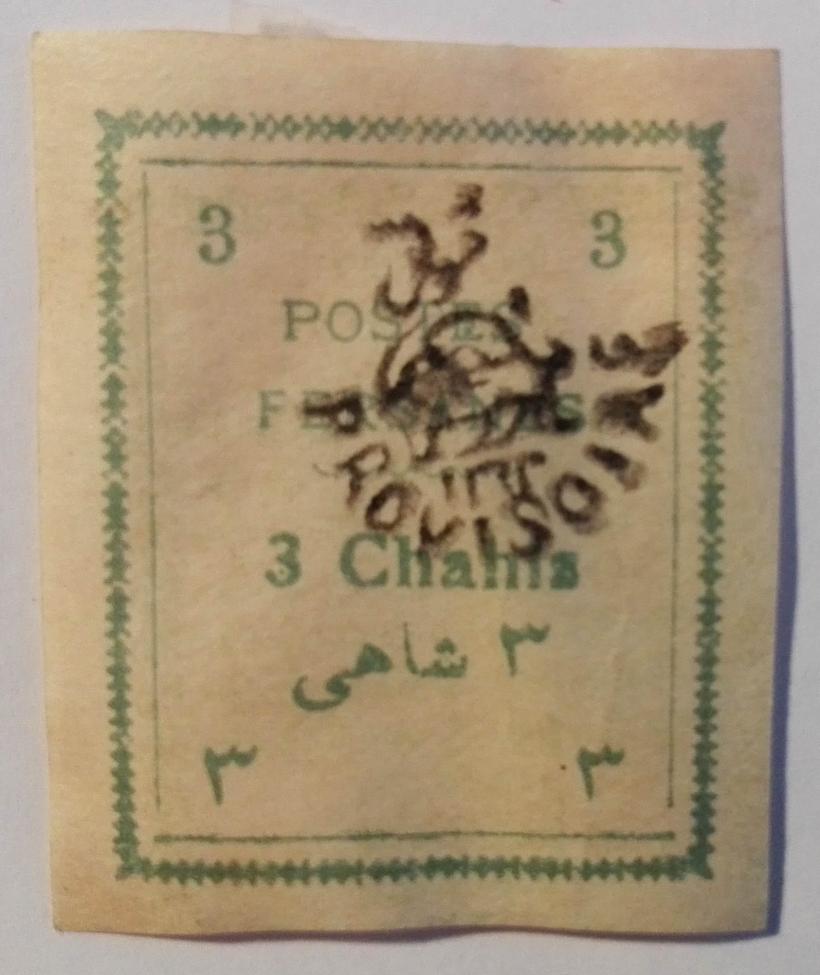 3 3
POSTES
PERSANES
3 Chahis
۳ شاهی
۳ ۳
PROVISOIRE